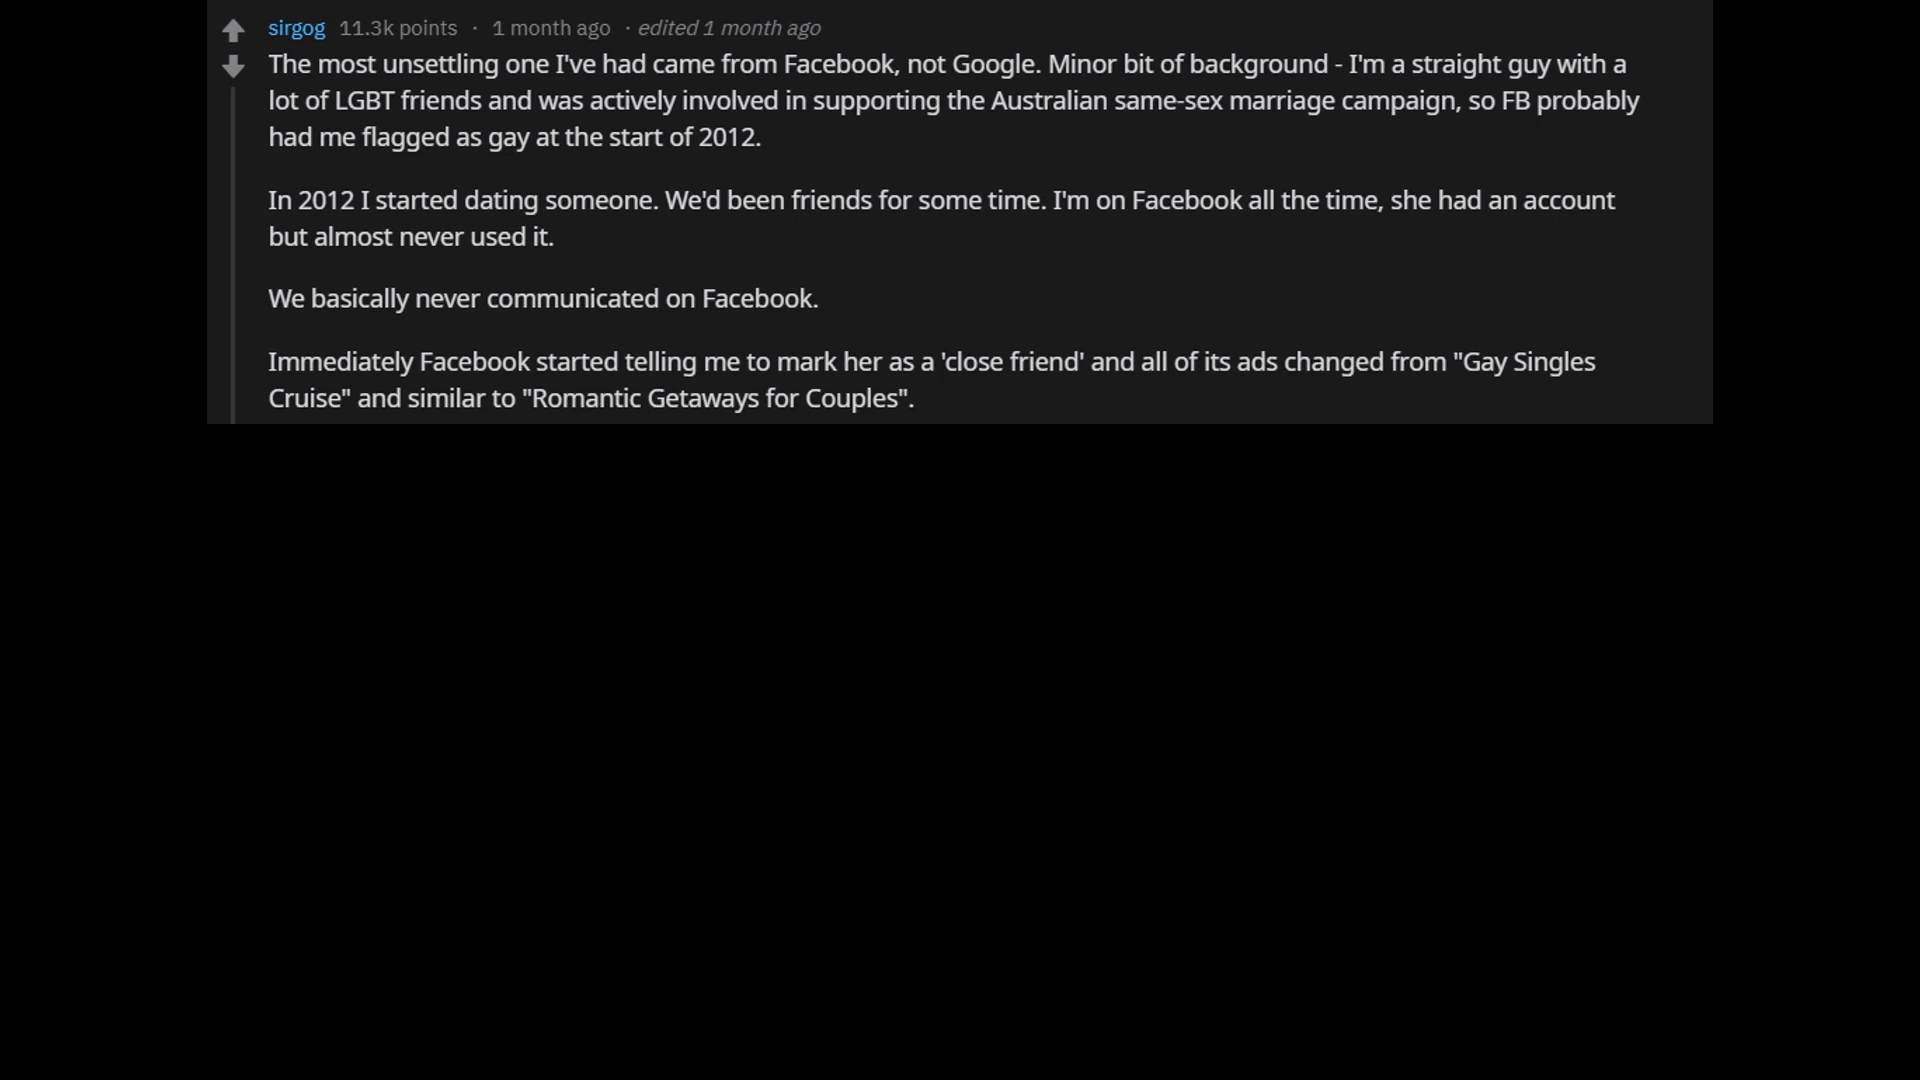 sirgog 11.3k points · 1 month ago · edited 1 month ago
The most unsettling one I've had came from Facebook, not Google. Minor bit of background - I'm a straight guy with a
lot of LGBT friends and was actively involved in supporting the Australian same-sex marriage campaign, so FB probably
had me flagged as gay at the start of 2012.
In 2012 I started dating someone. We'd been friends for some time. I'm on Facebook all the time, she had an account
but almost never used it.
We basically never communicated on Facebook.
Immediately Facebook started telling me to mark her as a 'close friend' and all of its ads changed from "Gay Singles
Cruise" and similar to "Romantic Getaways for Couples".